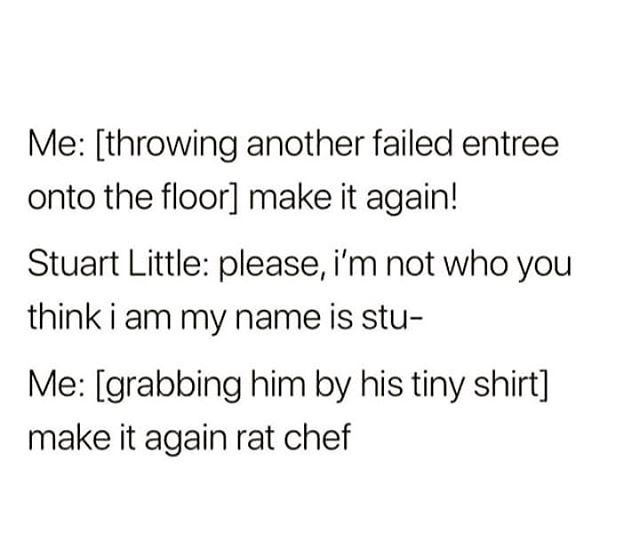 Me: [throwing another failed entree
onto the floor] make it again!
Stuart Little: please, i'm not who you
think i am my name is stu-
Me: [grabbing him by his tiny shirt]
make it again rat chef